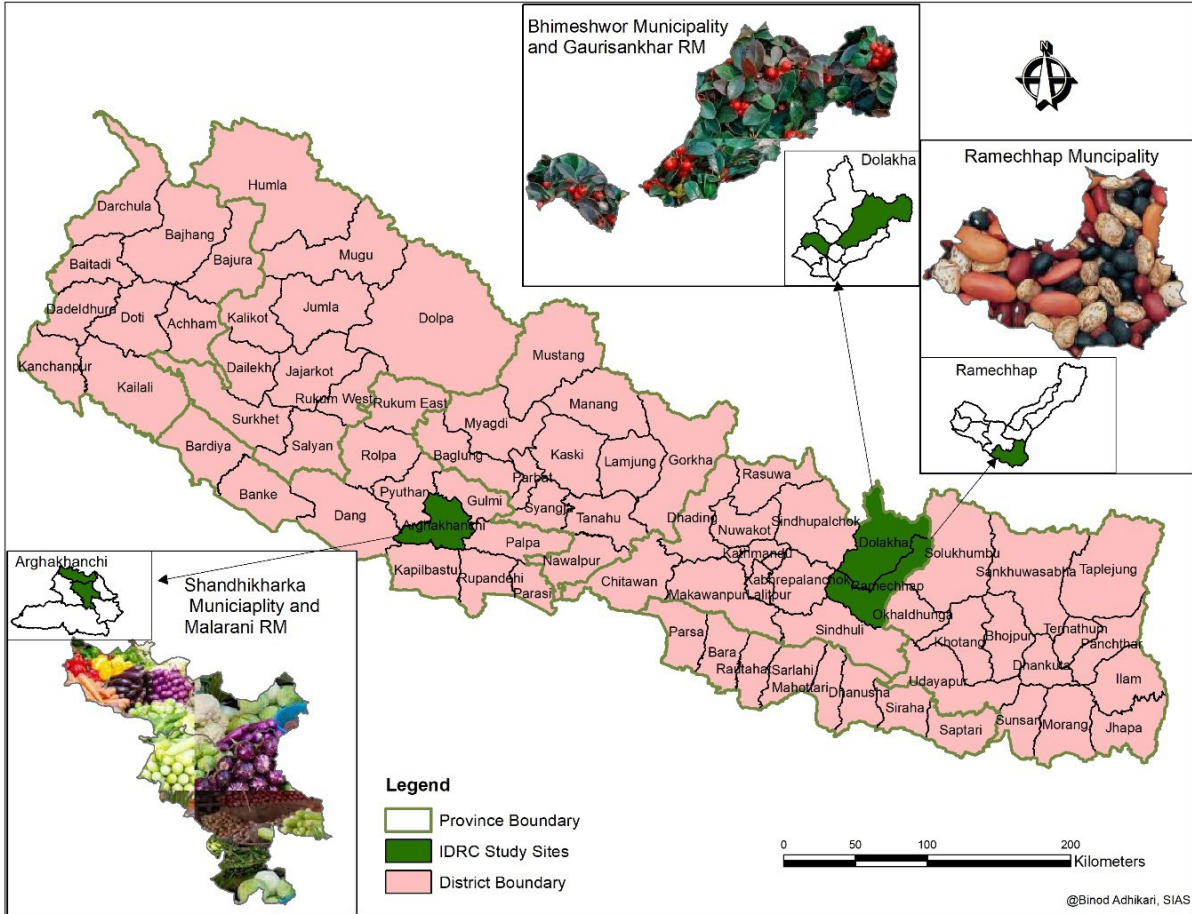 Bhimeshwor Municipality
and Gaurisankhar RM
N
Dolakha
Ramechhap Muncipality
Ramechhap
Humla
Darchula
Bajhang
Bajura
Mugu
Baitadi
Dadeldhura
Doti
Achham
Kalikot
Jumla
Dolpa
Kanchanpur
Kailali
Dailekh
Jajarkot
Rukum West
Rukum East
Mustang
Manang
Surkhet
Salyan
Myagdi
Bardiya
Rolpa
Baglung
Kaski
Lamjung
Gorkha
Banke
Dang
Pyuthan
Gulmi
Parbat
Syangja
Tanahu
Arghakhanchi
Palpa
Nawalpur
Kapilbastu
Rupandehi
Parasi
Rasuwa
Dhading
Nuwakot
Sindhupalchok
Dolakha
Kathmandu
Kabhrepalanchok
Lalitpur
Ramechhap
Chitawan
Makawanpur
Sindhuli
Solukhumbu
Sankhuwasabha
Taplejung
Okhaldhunga
Khotang
Bhojpur
Terhathum
Panchthar
Dhankuta
Ilam
Parsa
Bara
Rautahat
Sarlahi
Mahottari
Dhanusha
Siraha
Udayapur
Saptari
Sunsari
Morang
Jhapa
Arghakhanchi
Shandhikharka
Municiaplity and
Malarani RM
Legend
Province Boundary
IDRC Study Sites
District Boundary
0 50 100 200
Kilometers
@Binod Adhikari, SIAS